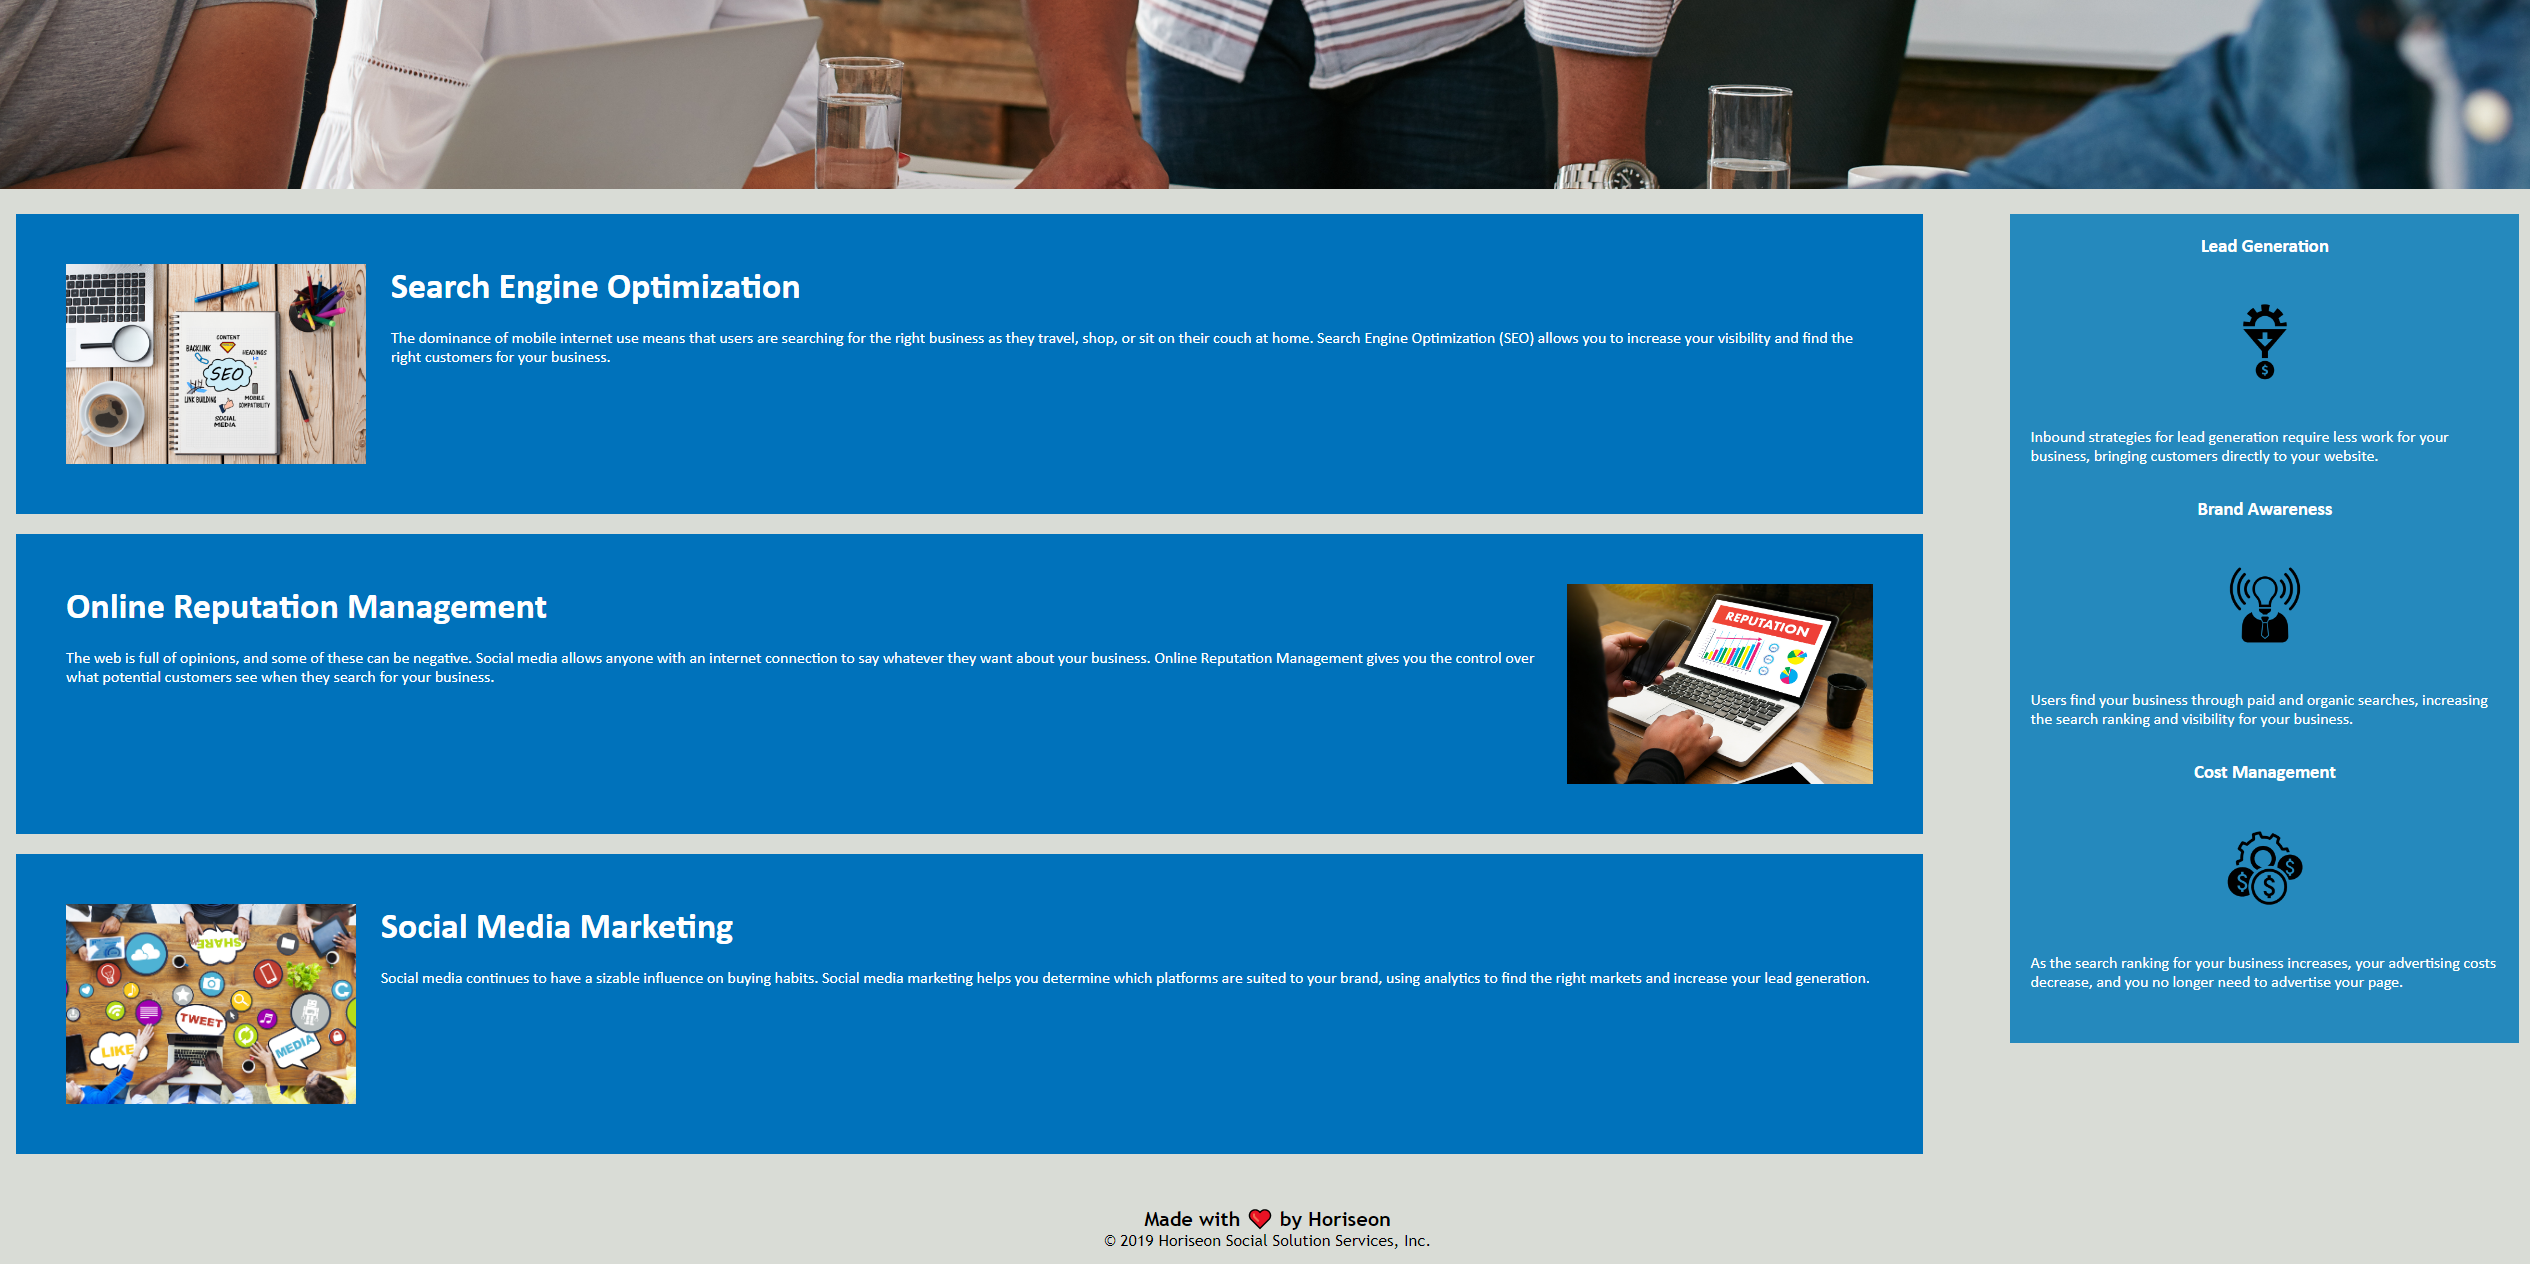 Search Engine Optimization
The dominance of mobile internet use means that users are searching for the right business as they travel, shop, or sit on their couch at home. Search Engine Optimization (SEO) allows you to increase your visibility and find the
right customers for your business.
CONTENT
BACKLINK
HEADINGS
SEO
LINK BUILDING
MOBILE
COMPATIBILITY
SOCIAL
MEDIA
Online Reputation Management
The web is full of opinions, and some of these can be negative. Social media allows anyone with an internet connection to say whatever they want about your business. Online Reputation Management gives you the control over
what potential customers see when they search for your business.
REPUTATION
Social Media Marketing
Social media continues to have a sizable influence on buying habits. Social media marketing helps you determine which platforms are suited to your brand, using analytics to find the right markets and increase your lead generation.
SHARE
TWEET
LIKE
MEDIA
Lead Generation
$
Inbound strategies for lead generation require less work for your
business, bringing customers directly to your website.
Brand Awareness
Users find your business through paid and organic searches, increasing
the search ranking and visibility for your business.
Cost Management
$
$ $
As the search ranking for your business increases, your advertising costs
decrease, and you no longer need to advertise your page.
Made with ❤️ by Horiseon
© 2019 Horiseon Social Solution Services, Inc.